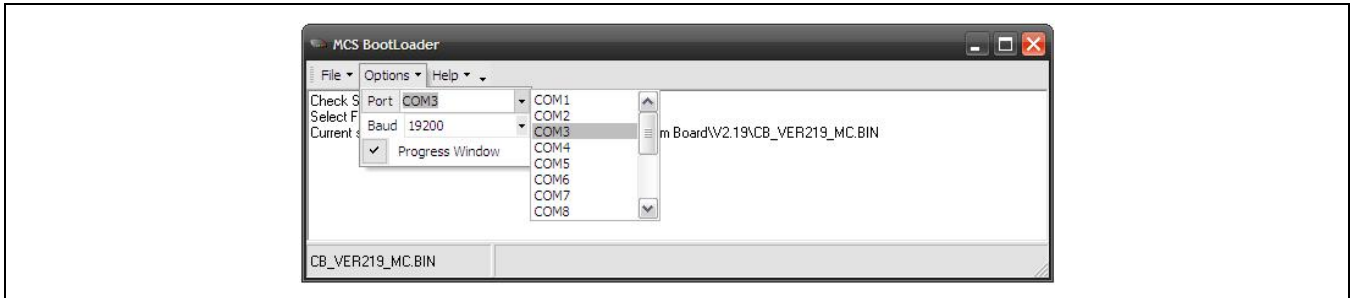 MCS BootLoader
File Options Help
Port COM3
Baud 19200
Progress Window
COM1
COM2
COM3
COM4
COM5
COM6
COM7
COM8
Check
Select
Current
m Board\V2.19\CB_VER219_MC.BIN
CB_VER219_MC.BIN